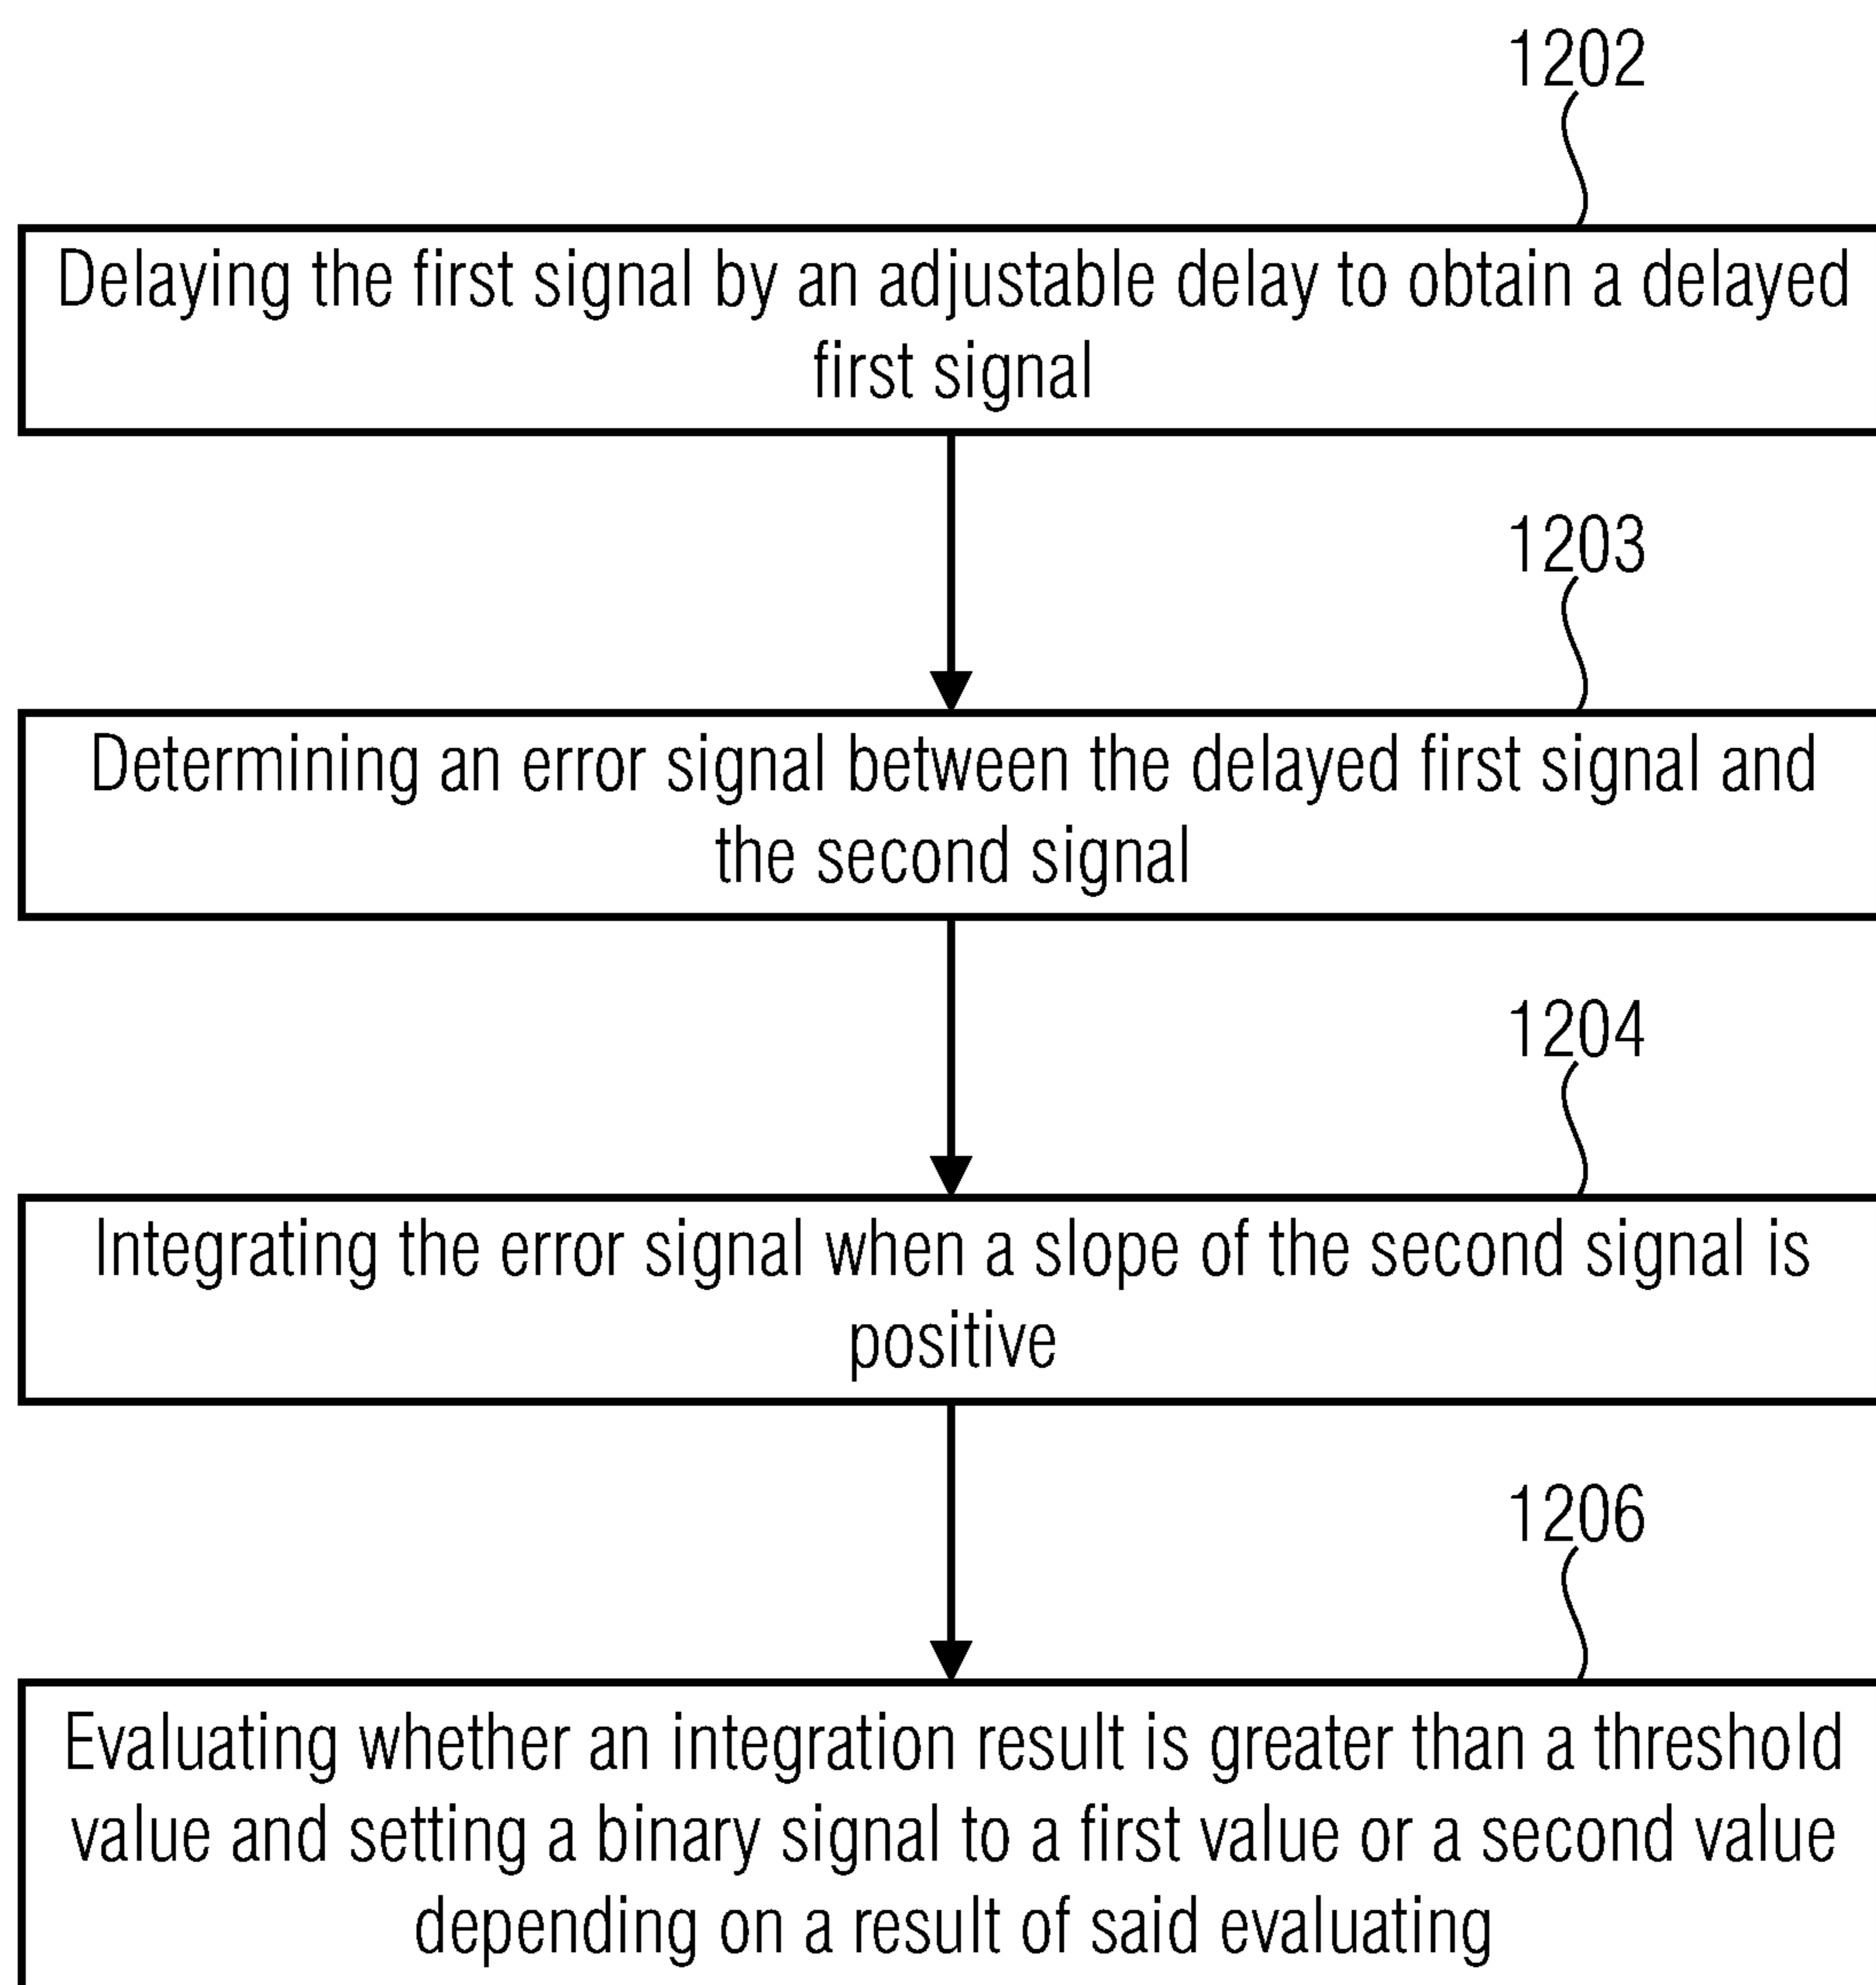 1202
Delaying the first signal by an adjustable delay to obtain a delayed
first signal
1203
Determining an error signal between the delayed first signal and
the second signal
1204
Integrating the error signal when a slope of the second signal is
positive
1206
Evaluating whether an integration result is greater than a threshold
value and setting a binary signal to a first value or a second value
depending on a result of said evaluating